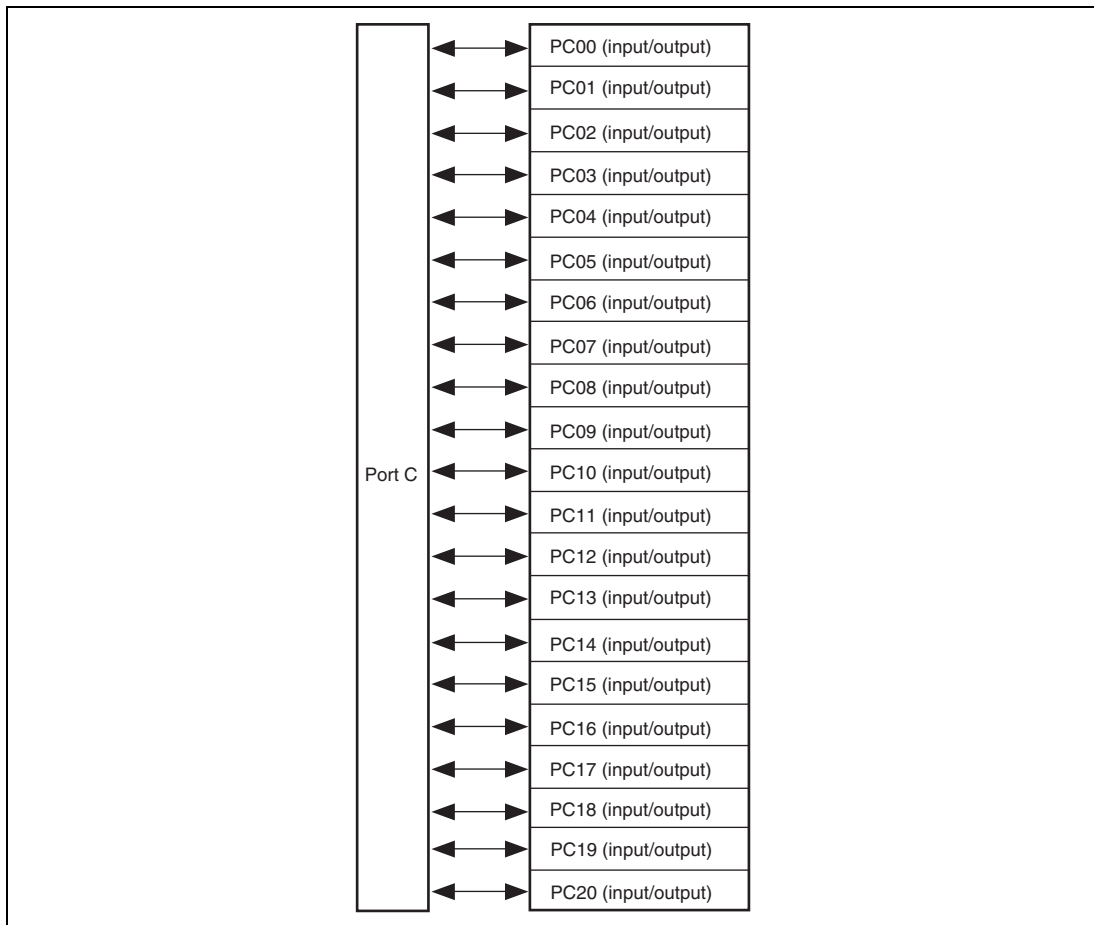 PC00 (input/output)
PC01 (input/output)
PC02 (input/output)
PC03 (input/output)
PC04 (input/output)
PC05 (input/output)
PC06 (input/output)
PC07 (input/output)
PC08 (input/output)
PC09 (input/output)
Port C
PC10 (input/output)
PC11 (input/output)
PC12 (input/output)
PC13 (input/output)
PC14 (input/output)
PC15 (input/output)
PC16 (input/output)
PC17 (input/output)
PC18 (input/output)
PC19 (input/output)
PC20 (input/output)